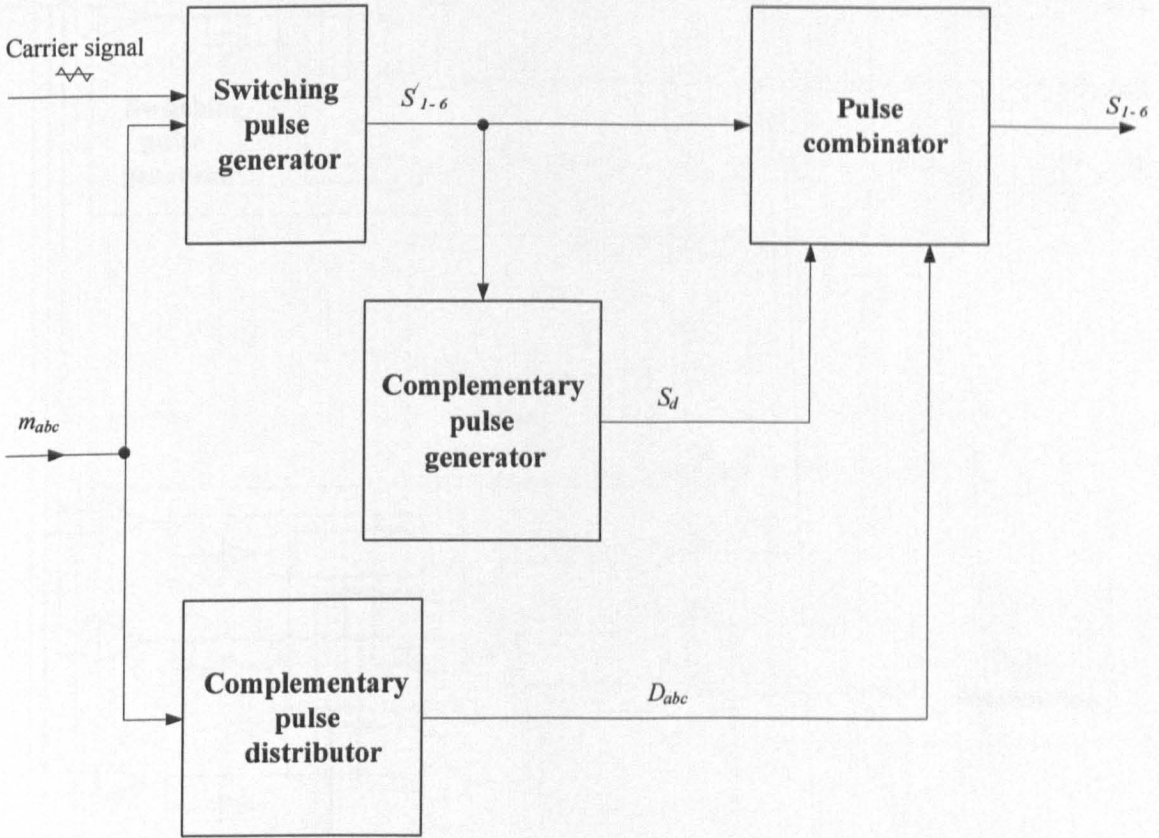 Carrier signal
Switching
pulse
generator
S'1-6
Pulse
combinator
S1-6
Complementary
pulse
generator
Sd
mabc
Complementary
pulse
distributor
Dabc